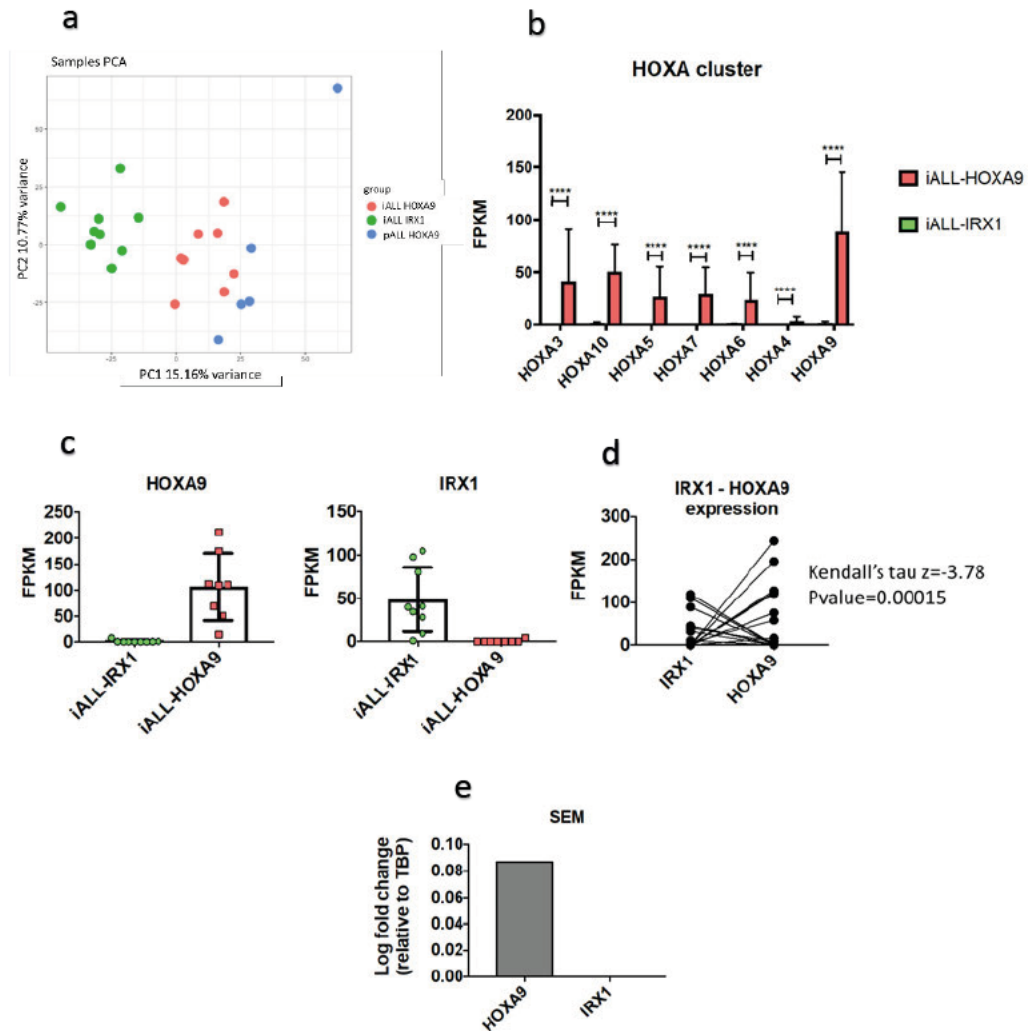 a
Samples PCA
50
25
0
-25
-25
0
25
50
PC2 10.77% variance
PC1 15.16% variance
group
iALL HOXA9
iALL IRX1
pALL HOXA9
b
HOXA cluster
FPKM
200
150
100
50
0
****
****
****
****
****
****
****
HOXA3
HOXA10
HOXA5
HOXA7
HOXA6
HOXA4
HOXA9
iALL-HOXA9
iALL-IRX1
c
HOXA9
FPKM
250
200
150
100
50
0
iALL-IRX1
iALL-HOXA9
IRX1
FPKM
150
100
50
0
iALL-IRX1
iALL-HOXA9
d
IRX1 - HOXA9
expression
FPKM
300
200
100
0
IRX1
HOXA9
Kendall's tau z=-3.78
Pvalue=0.00015
e
SEM
Log fold change
(relative to TBP)
0.10
0.08
0.06
0.04
0.02
0.00
HOXA9
IRX1